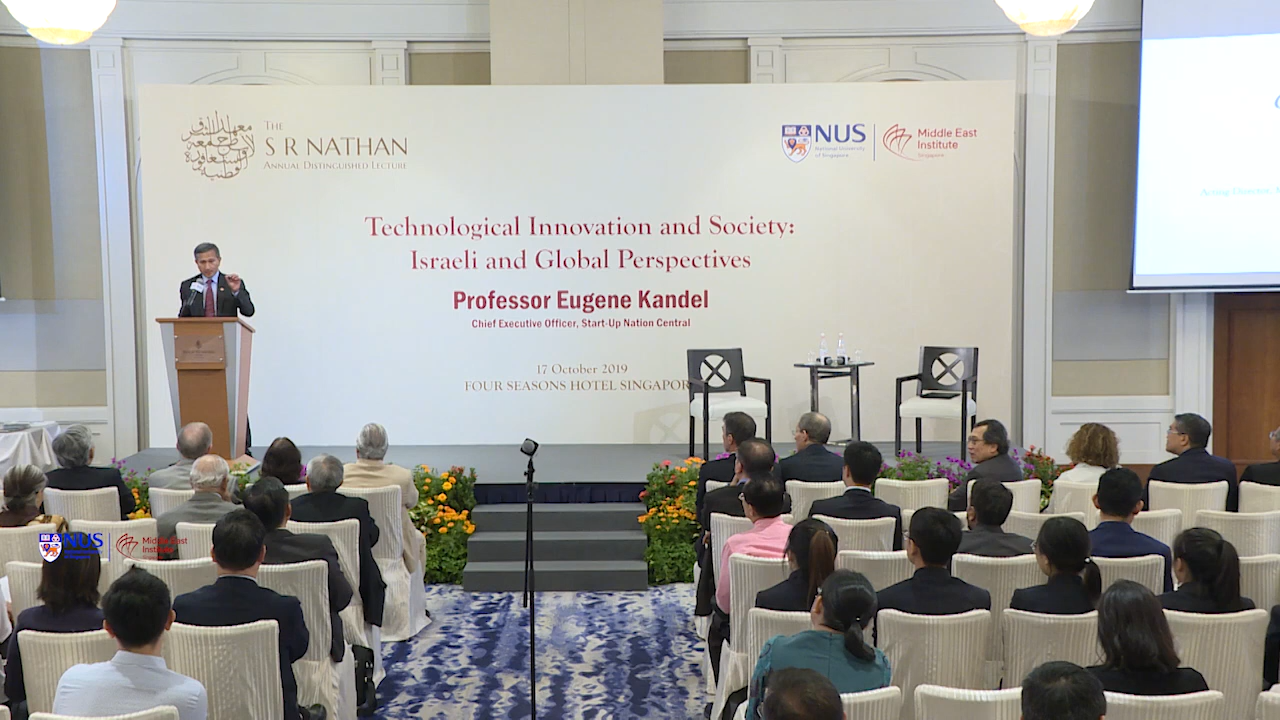 THE
S R NATHAN
ANNUAL DISTINGUISHED LECTURE
NUS
National University
of Singapore
Middle East
Institute
Singapore
Technological Innovation and Society:
Israeli and Global Perspectives
Professor Eugene Kandel
Chief Executive Officer, Start-Up Nation Central
17 October 2019
FOUR SEASONS HOTEL SINGAPOR
NUS
Middle East
Institute